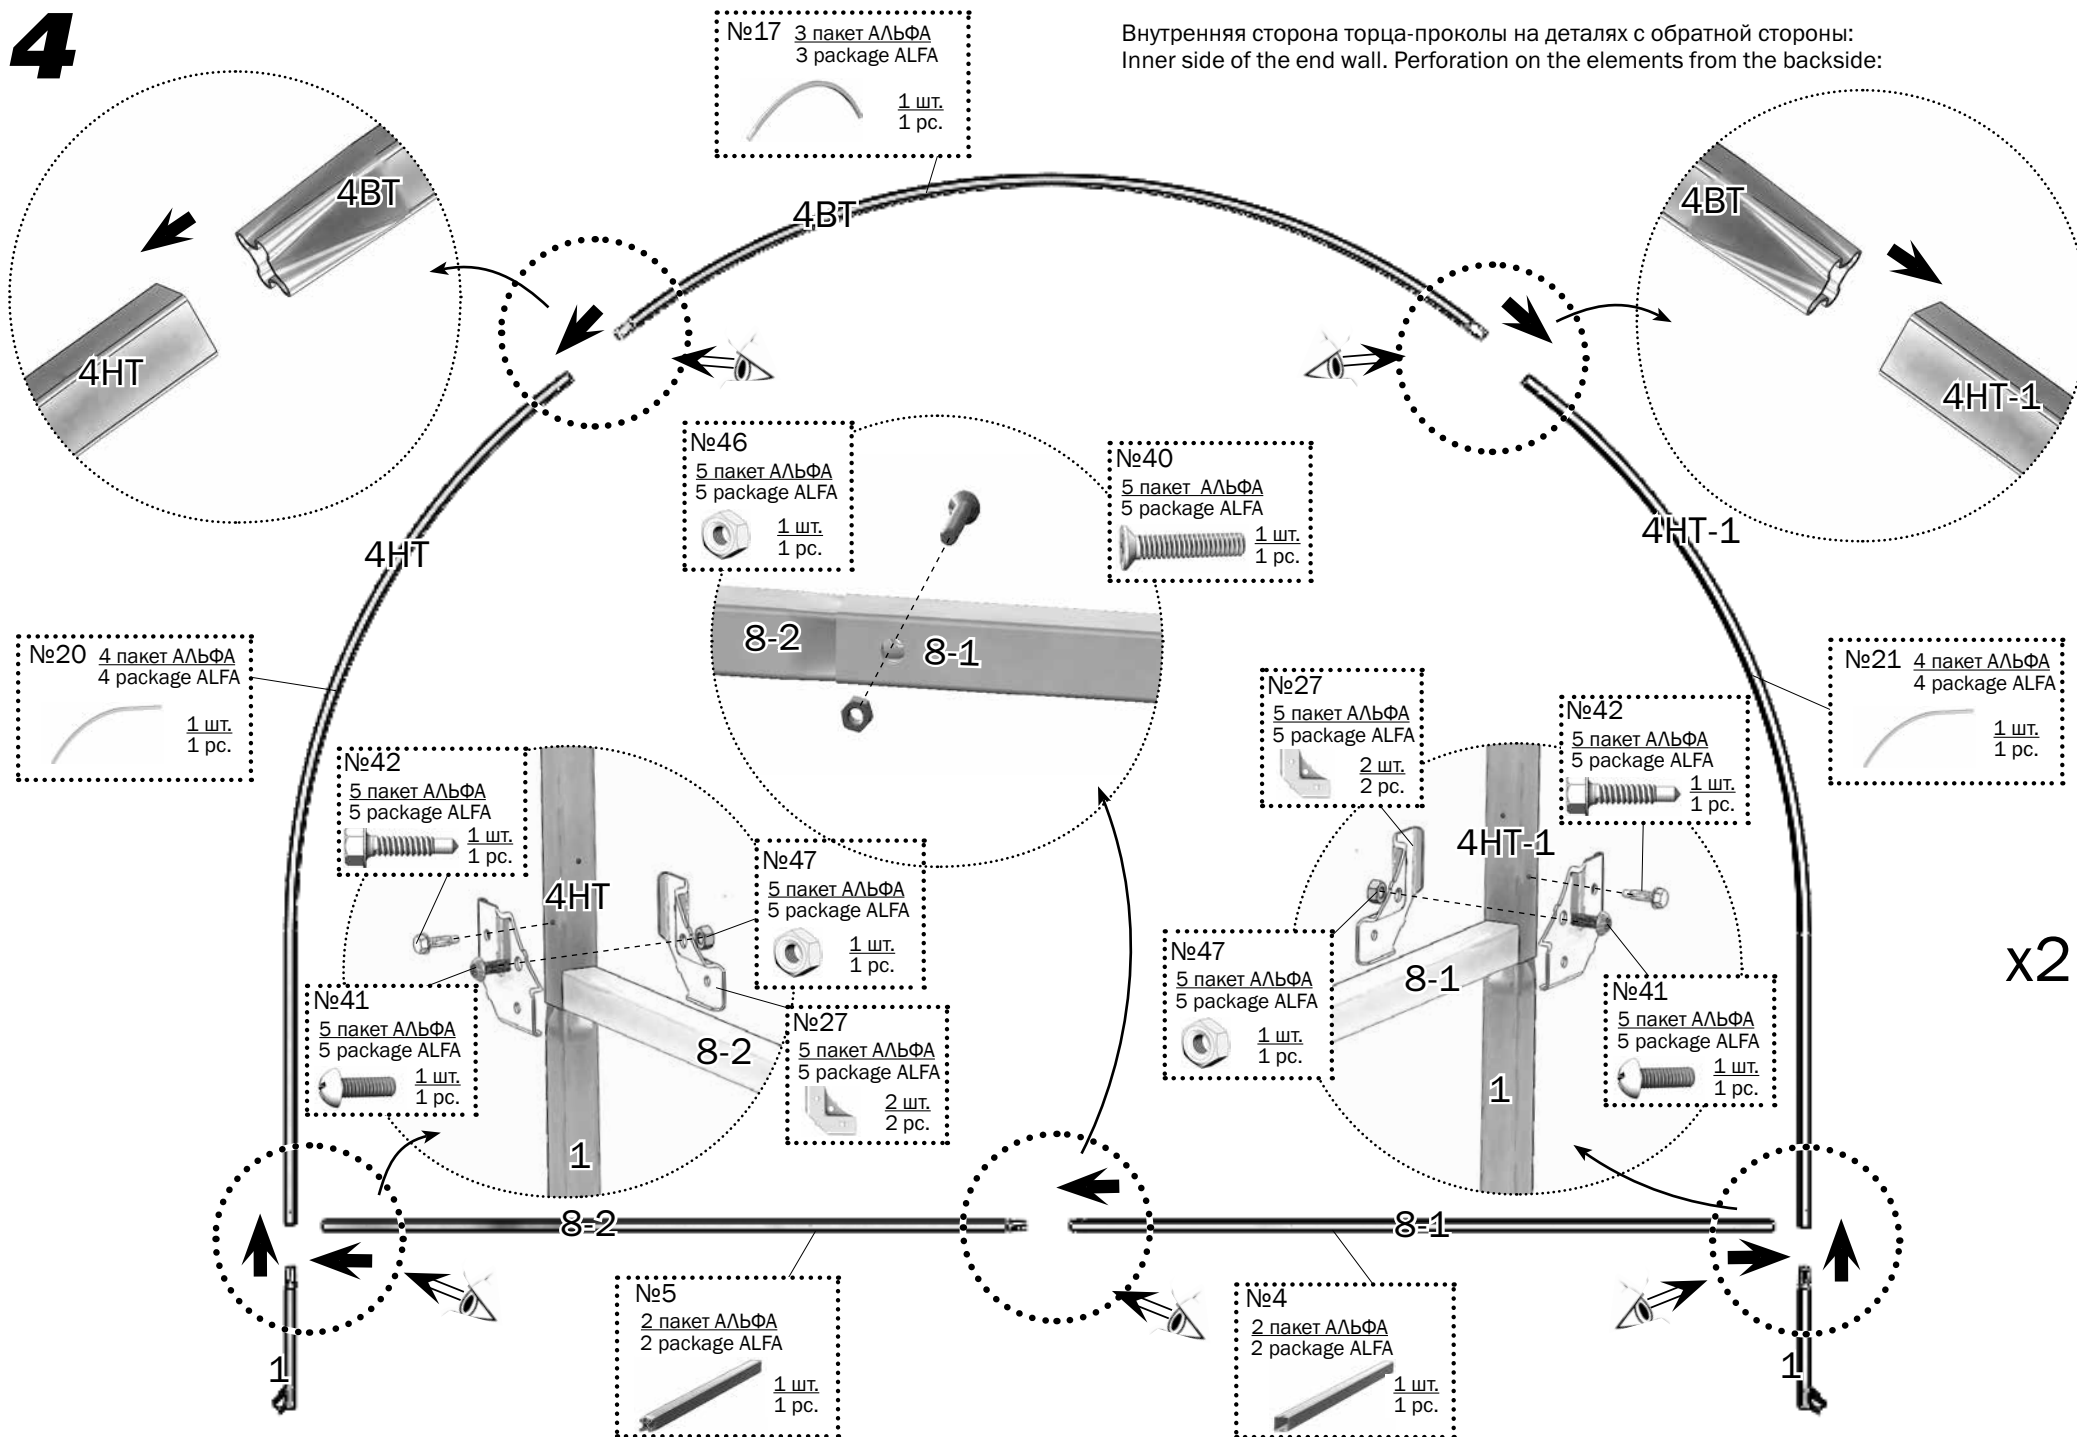 4
№17 3 пакет АЛЬФА
3 package ALFA
1 шт.
1 pc.
Внутренняя сторона торца-проколы на деталях с обратной стороны:
Inner side of the end wall. Perforation on the elements from the backside:
4ВТ
4НТ
4ВТ
4ВТ
4НТ-1
4НТ
4НТ-1
№46
5 пакет АЛЬФА
5 package ALFA
1 шт.
1 pc.
№40
5 пакет АЛЬФА
5 package ALFA
1 шт.
1 pc.
8-2
8-1
№20 4 пакет АЛЬФА
4 package ALFA
1 шт.
1 pc.
№21 4 пакет АЛЬФА
4 package ALFA
1 шт.
1 pc.
№42
5 пакет АЛЬФА
5 package ALFA
1 шт.
1 pc.
№47
5 пакет АЛЬФА
5 package ALFA
1 шт.
1 pc.
4НТ
№41
5 пакет АЛЬФА
5 package ALFA
1 шт.
1 pc.
№27
5 пакет АЛЬФА
5 package ALFA
2 шт.
2 pc.
8-2
1
№27
5 пакет АЛЬФА
5 package ALFA
2 шт.
2 pc.
№42
5 пакет АЛЬФА
5 package ALFA
1 шт.
1 pc.
4НТ-1
№47
5 пакет АЛЬФА
5 package ALFA
1 шт.
1 pc.
8-1
№41
5 пакет АЛЬФА
5 package ALFA
1 шт.
1 pc.
1
x2
8-2
8-1
№5
2 пакет АЛЬФА
2 package ALFA
1 шт.
1 pc.
№4
2 пакет АЛЬФА
2 package ALFA
1 шт.
1 pc.
1
1